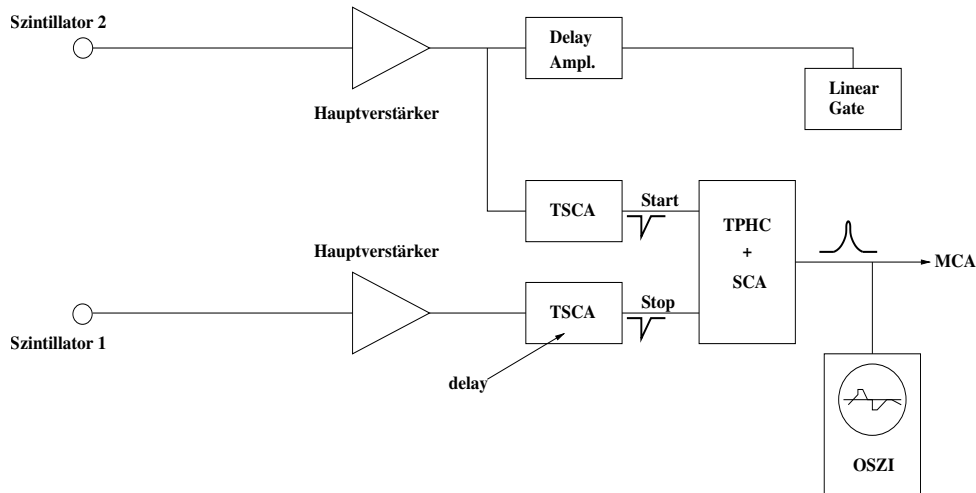 Szintillator 2
Delay
Ampl.
Linear
Gate
Hauptverstärker
TSCA
Start
TPHC
+
SCA
Hauptverstärker
MCA
TSCA
Stop
Szintillator 1
delay
OSZI